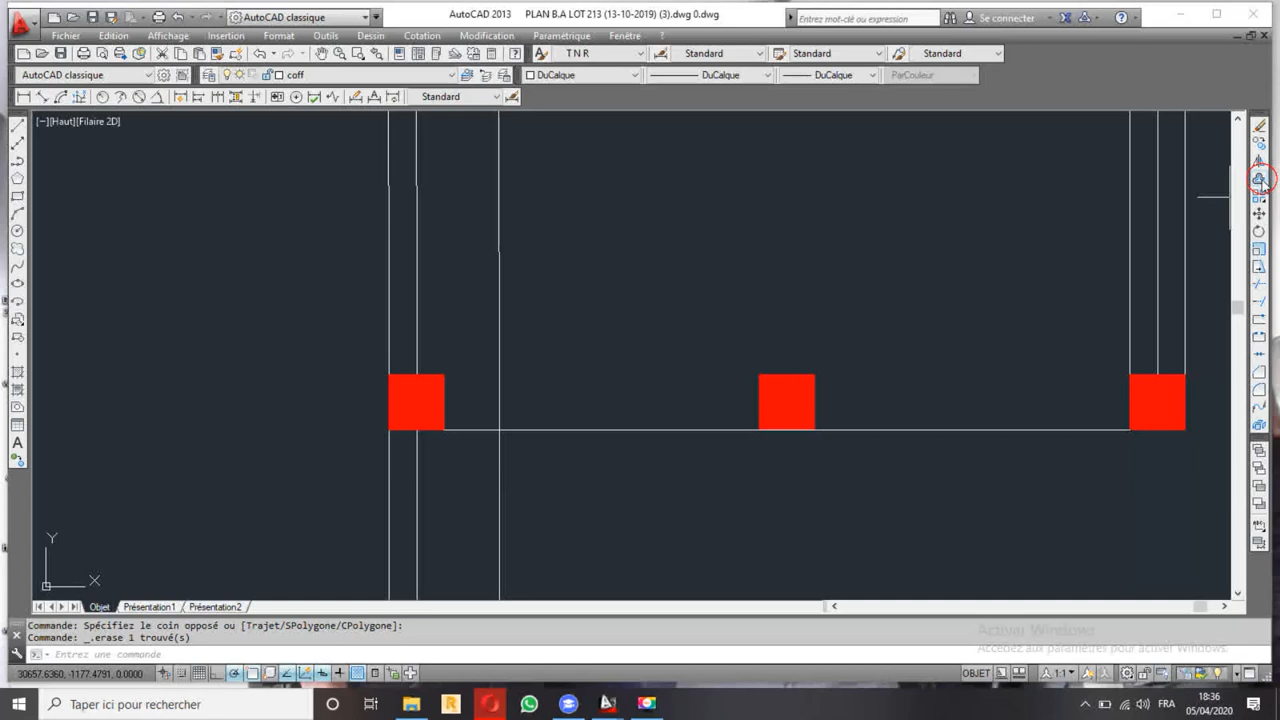 AutoCAD classique
AutoCAD 2013 PLAN B.A LOT 213 (13-10-2019) (3).dwg 0.dwg
Entrez mot-clé ou expression
Se connecter
Fichier Edition Affichage Insertion Format Outils Dessin Cotation Modification Paramétrique Fenêtre ?
T N R Standard Standard Standard
AutoCAD classique coff DuCalque DuCalque DuCalque ParCouleur
Standard
[−][Haut][Filaire 2D]
Y
X
Objet Présentation1 Présentation2
Commande: Spécifiez le coin opposé ou [Trajet/SPolygone/CPolygone]:
Commande: _.erase 1 trouvé(s)
Entrez une commande
Activer Windows
Accédez aux paramètres pour activer Windows.
30657.6360, -1177.4791, 0.0000
OBJET
1:1
Taper ici pour rechercher
FRA
18:36
05/04/2020